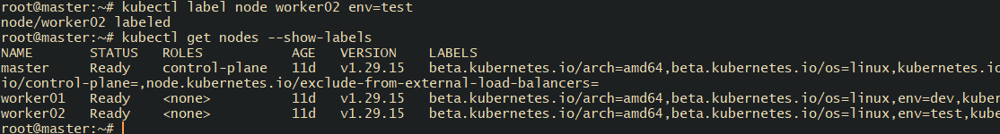 root@master:~# kubectl label node worker02 env=test
node/worker02 labeled
root@master:~# kubectl get nodes --show-labels
NAME       STATUS   ROLES           AGE   VERSION    LABELS
master     Ready    control-plane   11d   v1.29.15   beta.kubernetes.io/arch=amd64,beta.kubernetes.io/os=linux,kubernetes.io
io/control-plane=,node.kubernetes.io/exclude-from-external-load-balancers=
worker01   Ready    <none>          11d   v1.29.15   beta.kubernetes.io/arch=amd64,beta.kubernetes.io/os=linux,env=dev,kuber
worker02   Ready    <none>          11d   v1.29.15   beta.kubernetes.io/arch=amd64,beta.kubernetes.io/os=linux,env=test,kube
root@master:~#